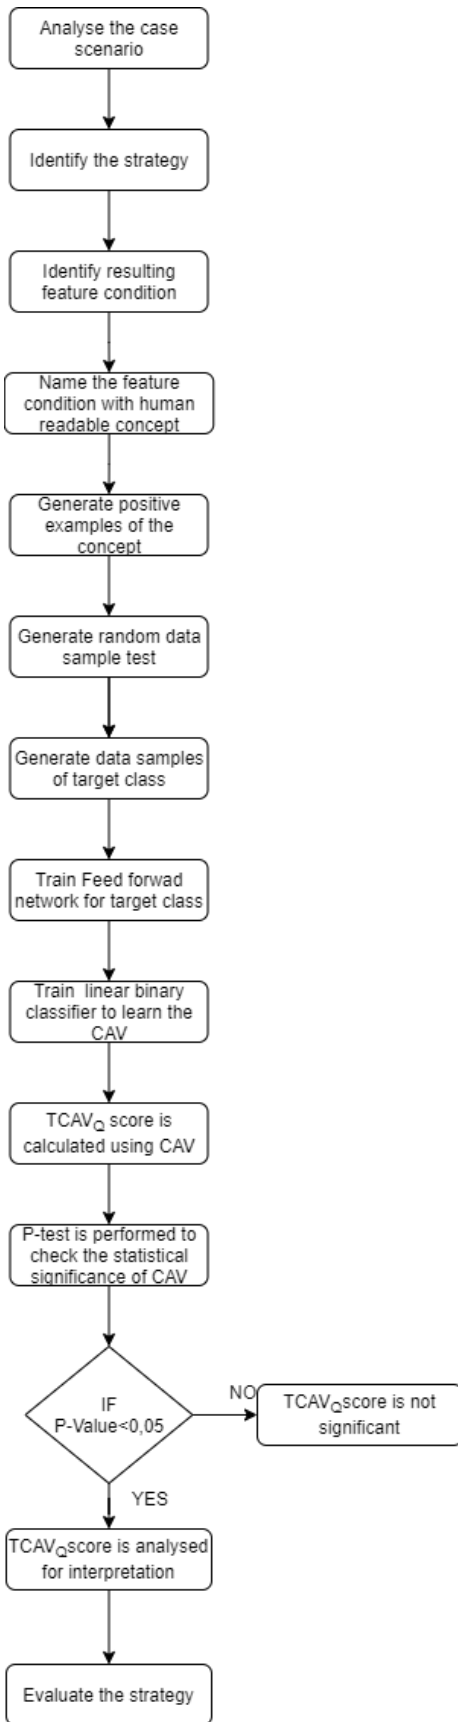 Analyse the case
scenario
Identify the strategy
Identify resulting
feature condition
Name the feature
condition with human
readable concept
Generate positive
examples of the
concept
Generate random data
sample test
Generate data samples
of target class
Train Feed forwad
network for target class
Train linear binary
classifier to learn the
CAV
TCAVQ score is
calculated using CAV
P-test is performed to
check the statistical
significance of CAV
IF
P-Value<0,05
NO
TCAVQscore is not
significant
YES
TCAVQscore is analysed
for interpretation
Evaluate the strategy